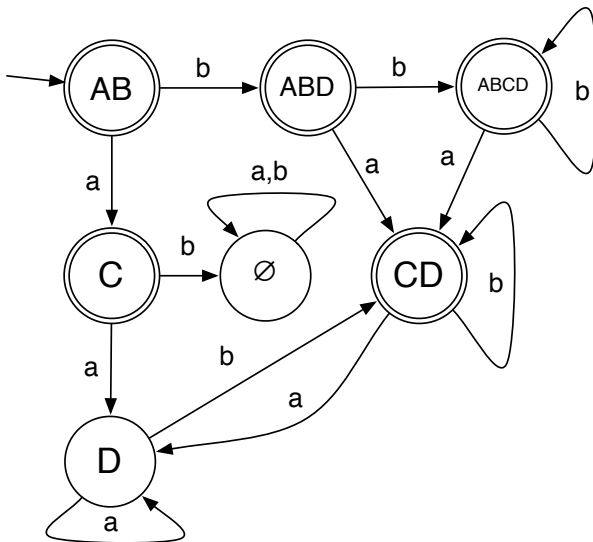 AB b ABD b ABCD
b
a a a
a,b
C b ∅ CD b
a b a
D
a